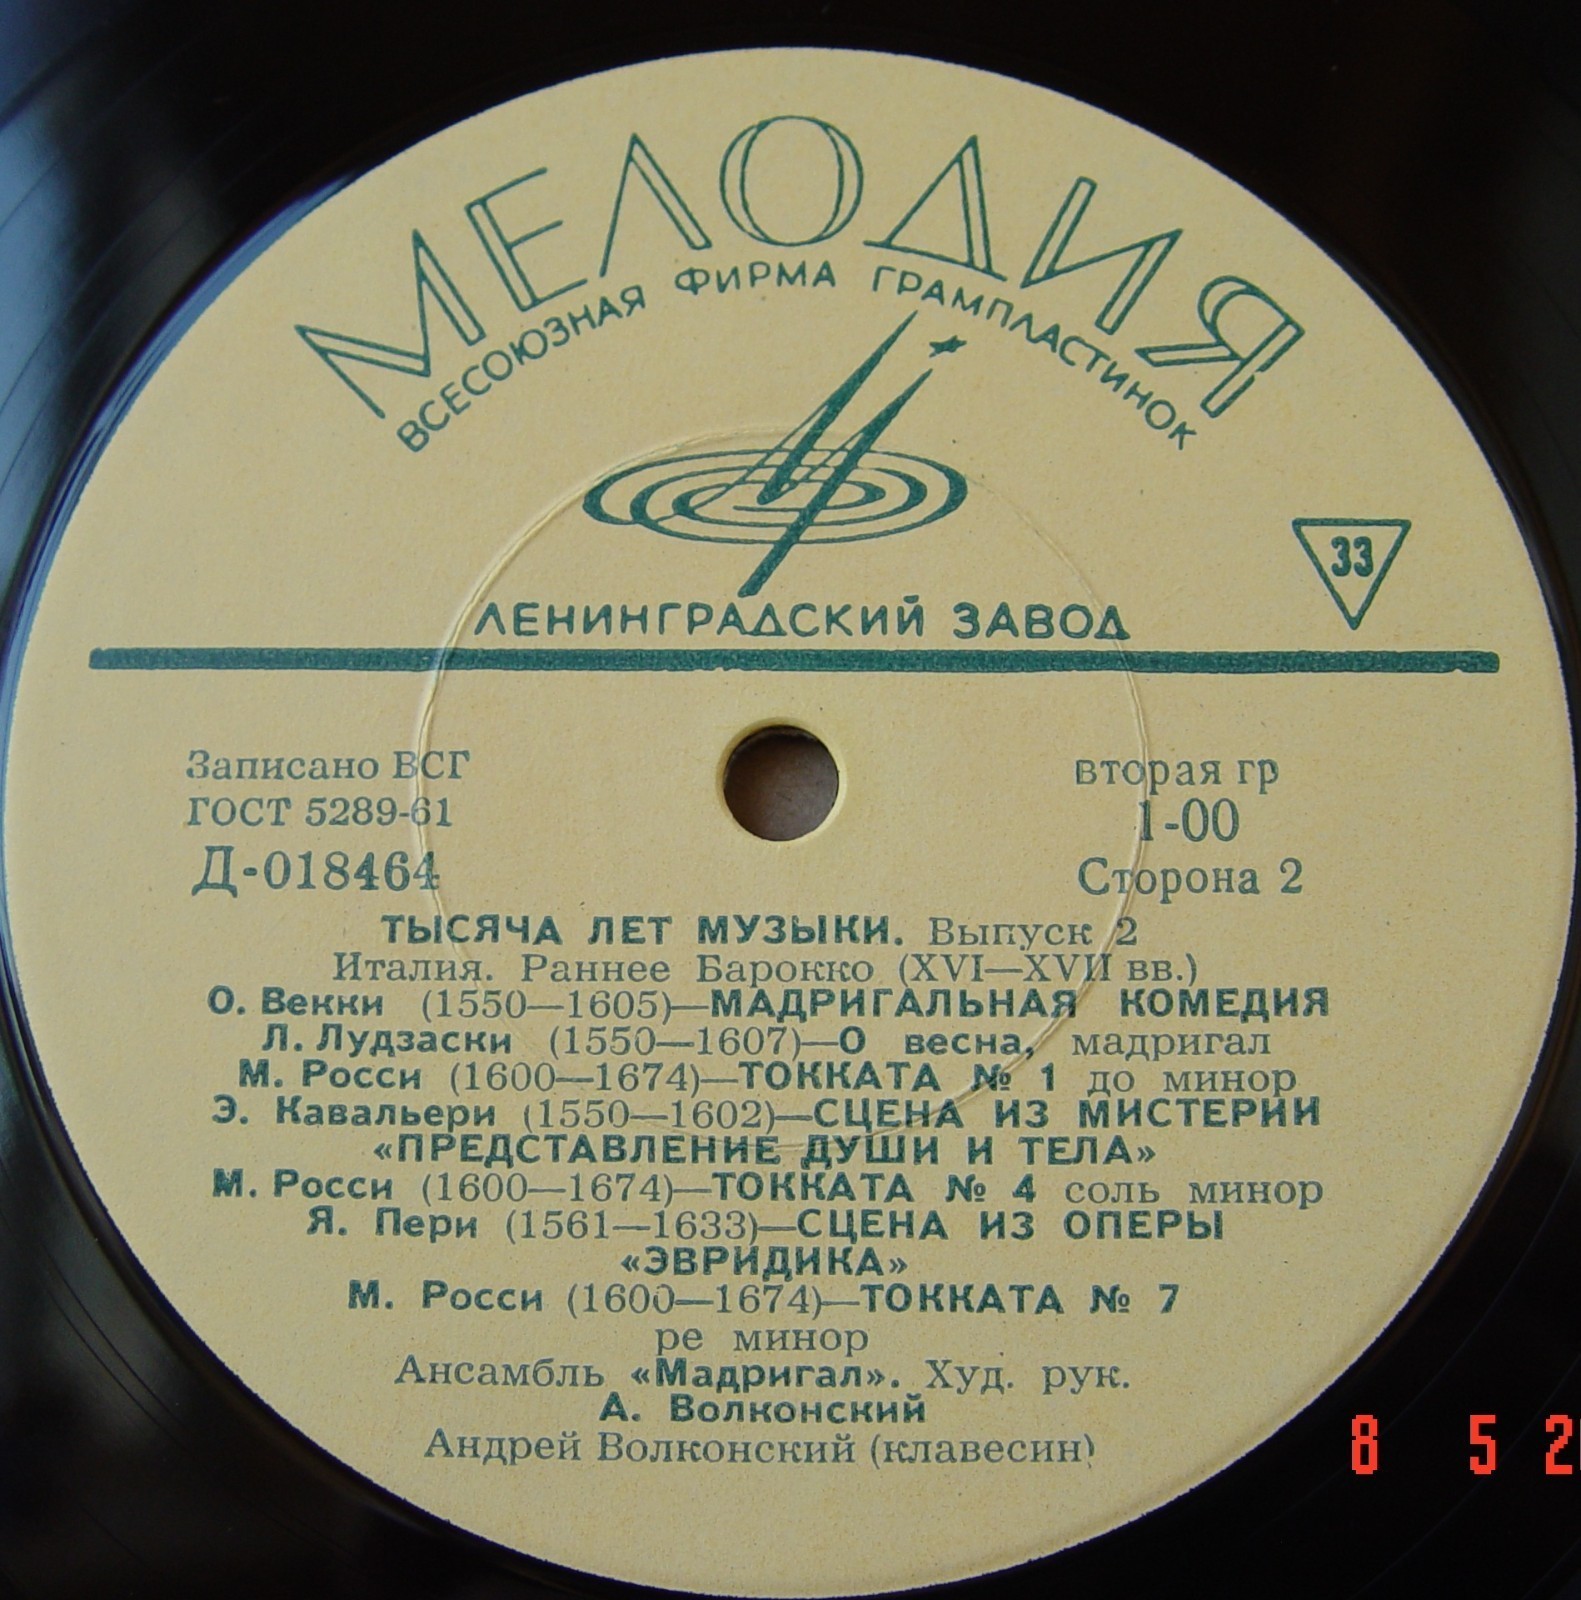 МЕЛОДИЯ
ВСЕСОЮЗНАЯ ФИРМА ГРАМПЛАСТИНОК
33
ЛЕНИНГРАДСКИЙ ЗАВОД
Записано ВСГ
ГОСТ 5289-61
Д-018464
вторая гр
1-00
Сторона 2
ТЫСЯЧА ЛЕТ МУЗЫКИ. Выпуск 2
Италия. Раннее Барокко (XVI—XVII вв.)
О. Векки (1550—1605)—МАДРИГАЛЬНАЯ КОМЕДИЯ
Л. Лудзаски (1550—1607)—О весна, мадригал
М. Росси (1600—1674)—ТОККАТА № 1 до минор
Э. Кавальери (1550—1602)—СЦЕНА ИЗ МИСТЕРИИ
«ПРЕДСТАВЛЕНИЕ ДУШИ И ТЕЛА»
М. Росси (1600—1674)—ТОККАТА № 4 соль минор
Я. Пери (1561—1633)—СЦЕНА ИЗ ОПЕРЫ
«ЭВРИДИКА»
М. Росси (1600—1674)—ТОККАТА № 7
ре минор
Ансамбль «Мадригал». Худ. рук.
А. Волконский
Андрей Волконский (клавесин)
8 5 2